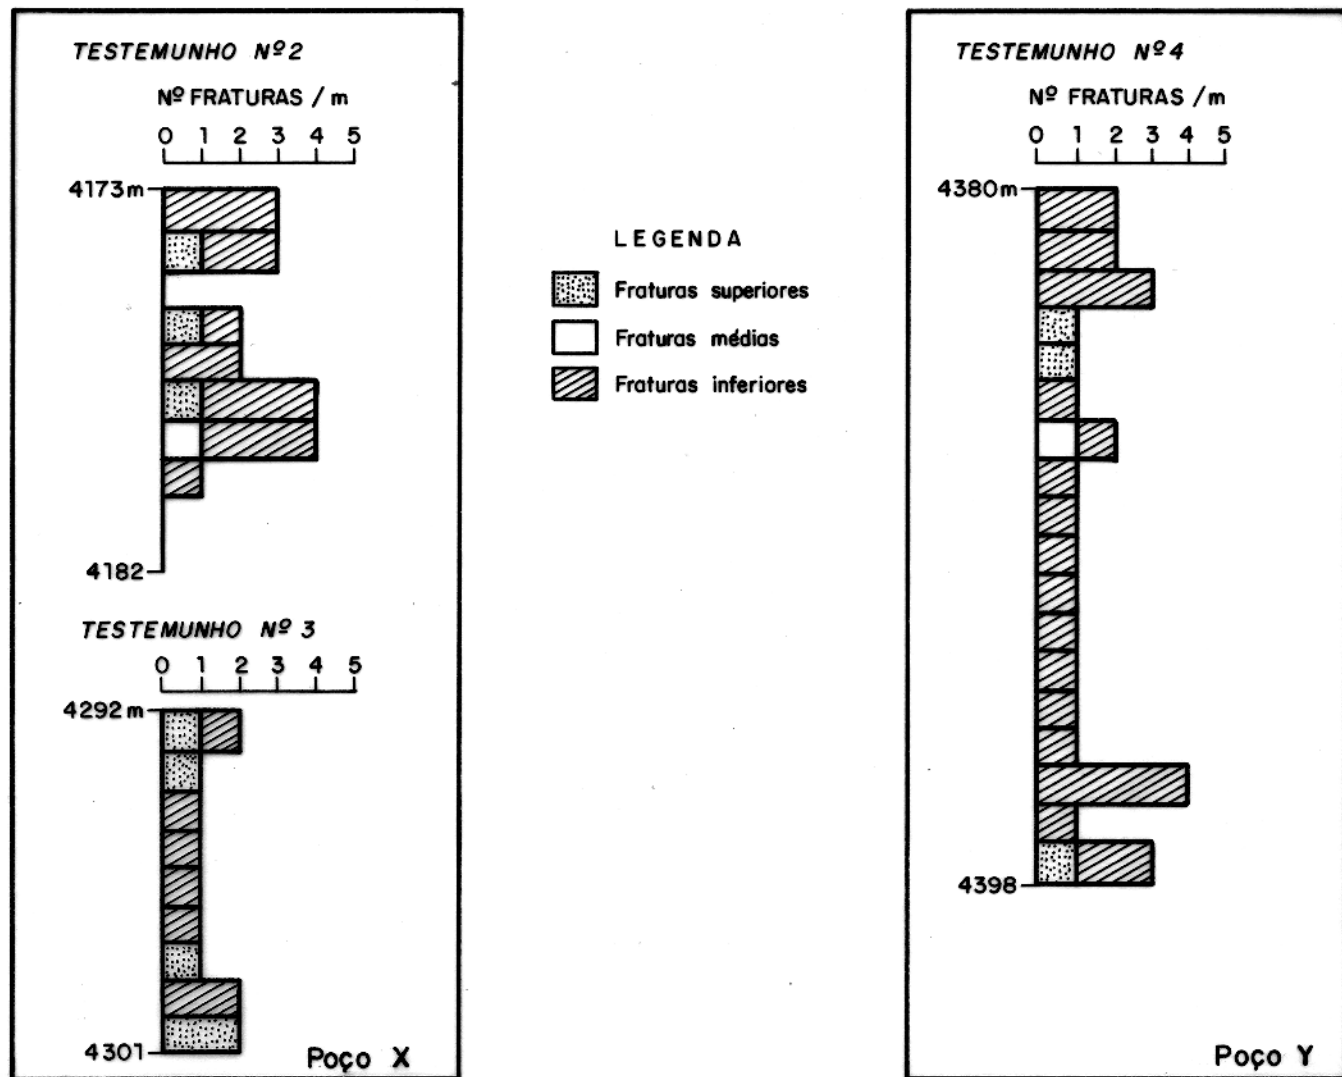 TESTEMUNHO Nº 2
Nº FRATURAS / m
0 1 2 3 4 5
4173 m
4182
TESTEMUNHO Nº 3
0 1 2 3 4 5
4292 m
4301
Poço X
LEGENDA
Fraturas superiores
Fraturas médias
Fraturas inferiores
TESTEMUNHO Nº 4
Nº FRATURAS / m
0 1 2 3 4 5
4380 m
4398
Poço Y